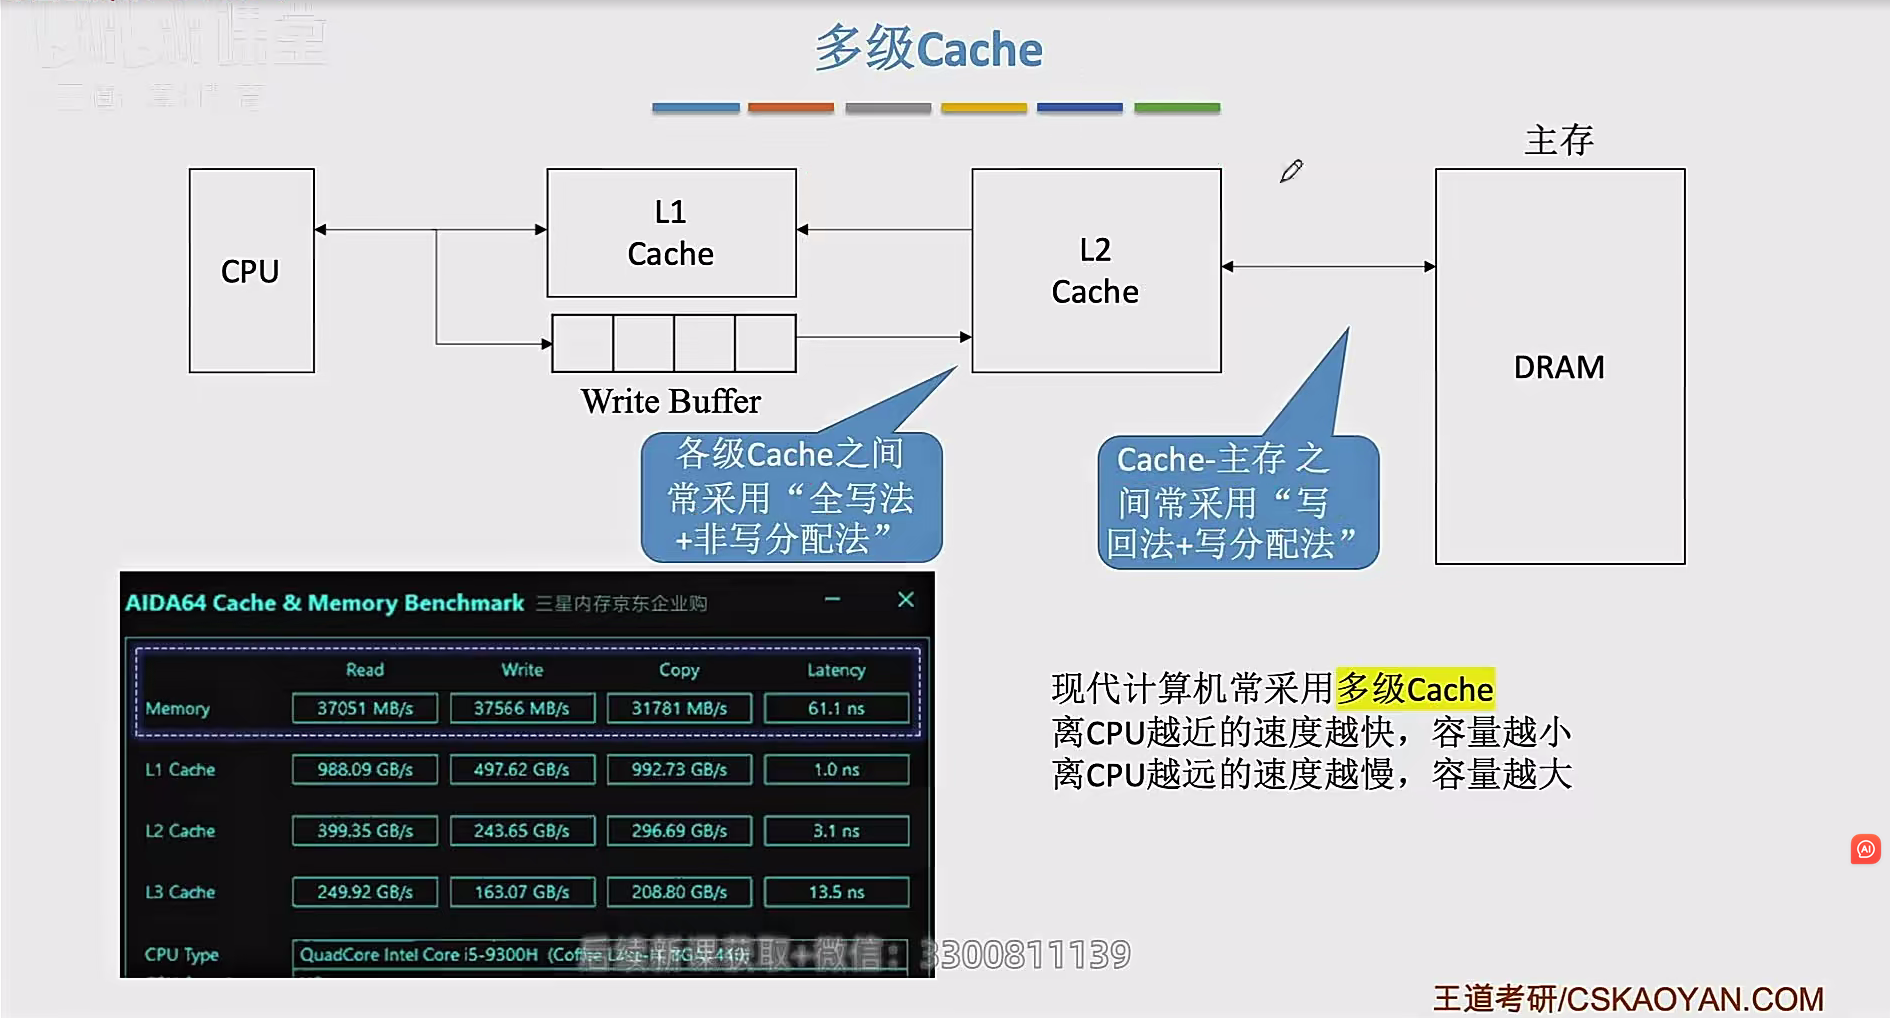 多级Cache
主存
CPU
L1
Cache
L2
Cache
DRAM
Write Buffer
各级Cache之间
常采用“全写法
+非写分配法”
Cache-主存 之
间常采用“写
回法+写分配法”
AIDA64 Cache & Memory Benchmark 三星内存京东企业购
Read Write Copy Latency
Memory 37051 MB/s 37566 MB/s 31781 MB/s 61.1 ns
L1 Cache 988.09 GB/s 497.62 GB/s 992.73 GB/s 1.0 ns
L2 Cache 399.35 GB/s 243.65 GB/s 296.69 GB/s 3.1 ns
L3 Cache 249.92 GB/s 163.07 GB/s 208.80 GB/s 13.5 ns
CPU Type QuadCore Intel Core i5-9300H
后续新课获取+微信：3300811139
现代计算机常采用多级Cache
离CPU越近的速度越快，容量越小
离CPU越远的速度越慢，容量越大
AI
王道考研/CSKAOYAN.COM